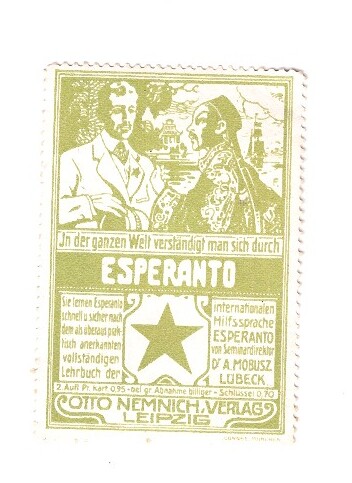 Jn der ganzen Welt verständigt man sich durch
ESPERANTO
Sie lernen Esperanto
schnell u sicher nach
dem als überaus prak-
tisch anerkannten
vollständigen
Lehrbuch der
internationalen
Hilfssprache
ESPERANTO
von Seminardirektor
Dr A. MÖBUSZ.
LÜBECK
2. Aufl Pr. kart 0,95 - bei gr Abnahme billiger - Schlüssel 0,70
OTTO NEMNICH, VERLAG
LEIPZIG